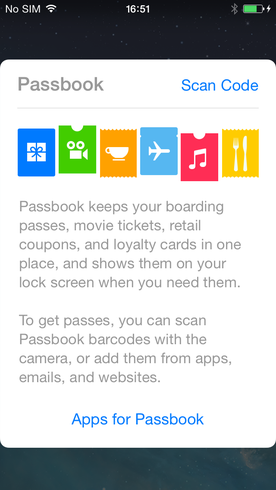 No SIM 16:51
Passbook Scan Code
Passbook keeps your boarding
passes, movie tickets, retail
coupons, and loyalty cards in one
place, and shows them on your
lock screen when you need them.
To get passes, you can scan
Passbook barcodes with the
camera, or add them from apps,
emails, and websites.
Apps for Passbook